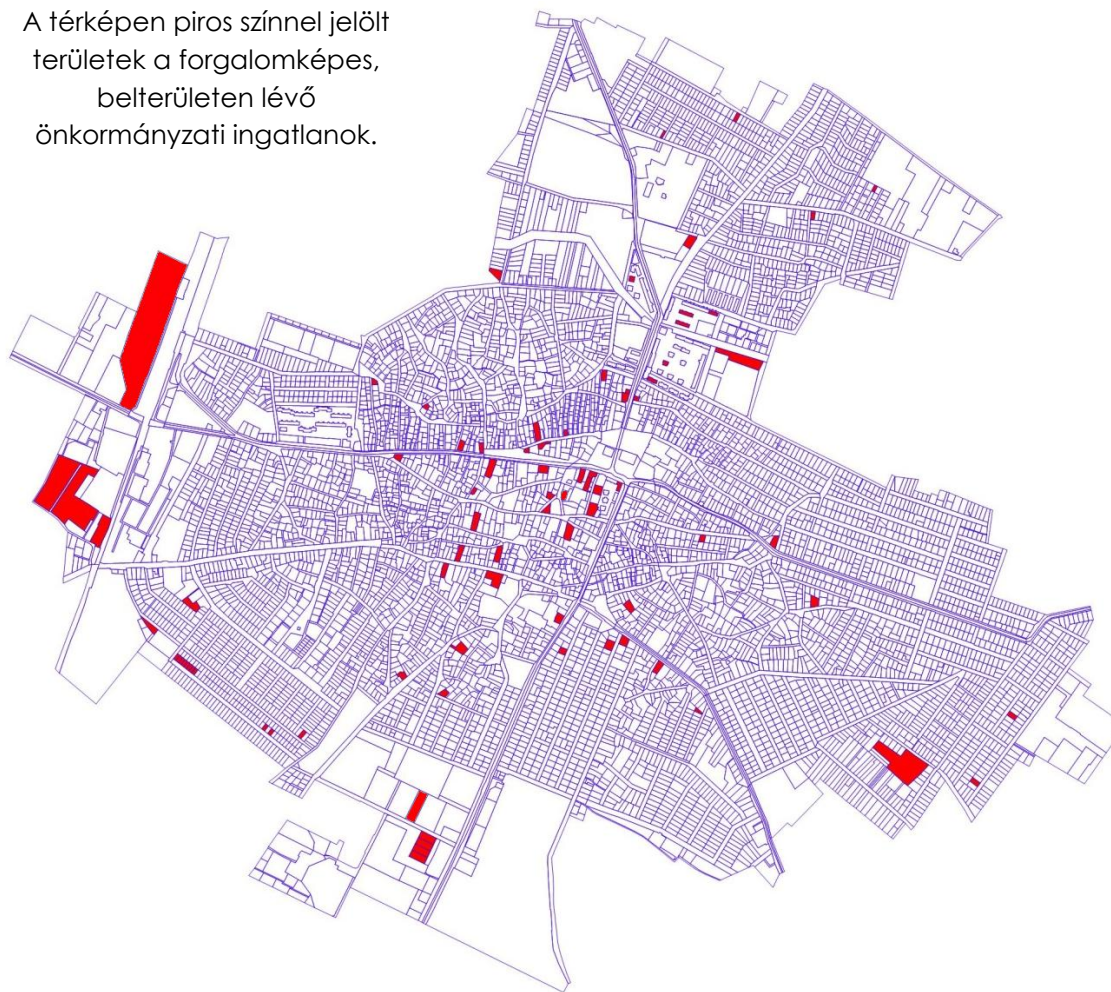 A térképen piros színnel jelölt
területek a forgalomképes,
belterületen lévő
önkormányzati ingatlanok.